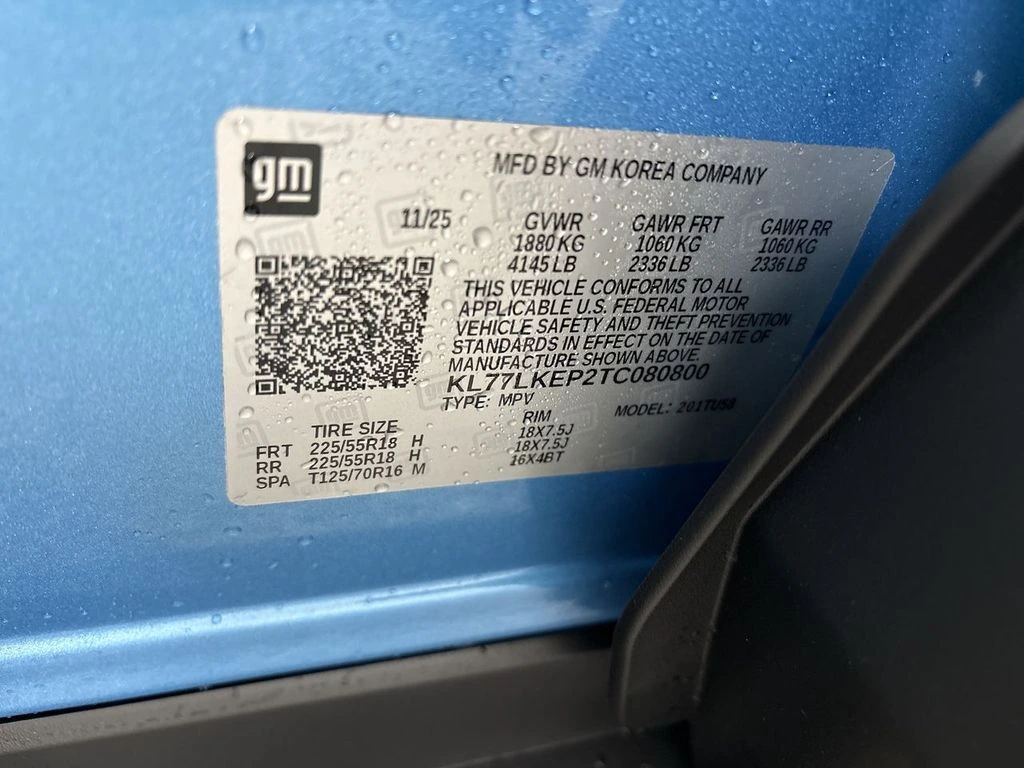 gm
MFD BY GM KOREA COMPANY
11/25 GVWR GAWR FRT GAWR RR
1880 KG 1060 KG 1060 KG
4145 LB 2336 LB 2336 LB
THIS VEHICLE CONFORMS TO ALL
APPLICABLE U.S. FEDERAL MOTOR
VEHICLE SAFETY AND THEFT PREVENTION
STANDARDS IN EFFECT ON THE DATE OF
MANUFACTURE SHOWN ABOVE.
KL77LKEP2TC080800
TYPE: MPV MODEL: 201TU58
TIRE SIZE RIM
FRT 225/55R18 H 18X7.5J
RR 225/55R18 H 18X7.5J
SPA T125/70R16 M 16X4BT